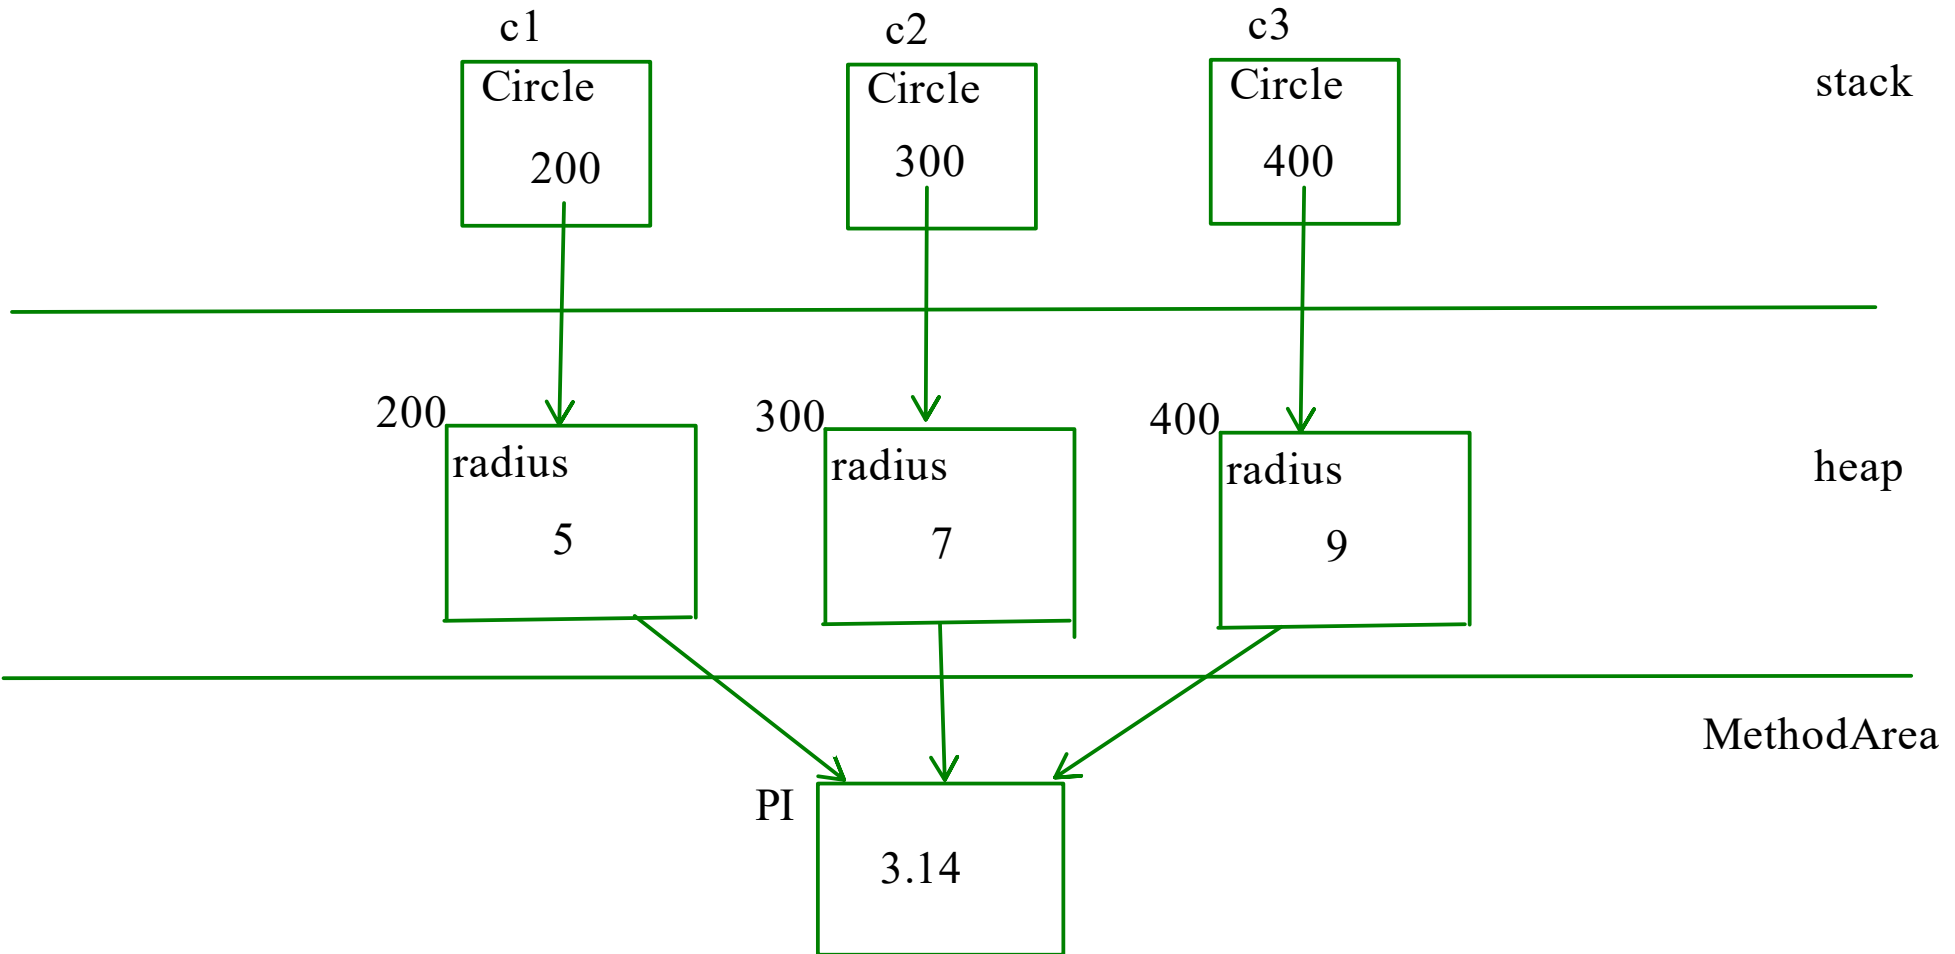 c1
c2
c3
Circle
Circle
Circle
stack
200
300
400
200
300
400
radius
radius
radius
heap
5
7
9
MethodArea
PI
3.14